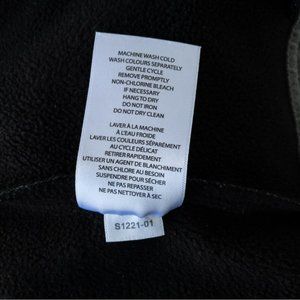 MACHINE WASH COLD
WASH COLOURS SEPARATELY
GENTLE CYCLE
REMOVE PROMPTLY
NON-CHLORINE BLEACH
IF NECESSARY
HANG TO DRY
DO NOT IRON
DO NOT DRY CLEAN
LAVER À LA MACHINE
À L'EAU FROIDE
LAVER LES COULEURS SÉPARÉMENT
AU CYCLE DÉLICAT
RETIRER RAPIDEMENT
UTILISER UN AGENT DE BLANCHIMENT
SANS CHLORE AU BESOIN
SUSPENDRE POUR SÉCHER
NE PAS REPASSER
NE PAS NETTOYER À SEC
S1221-01